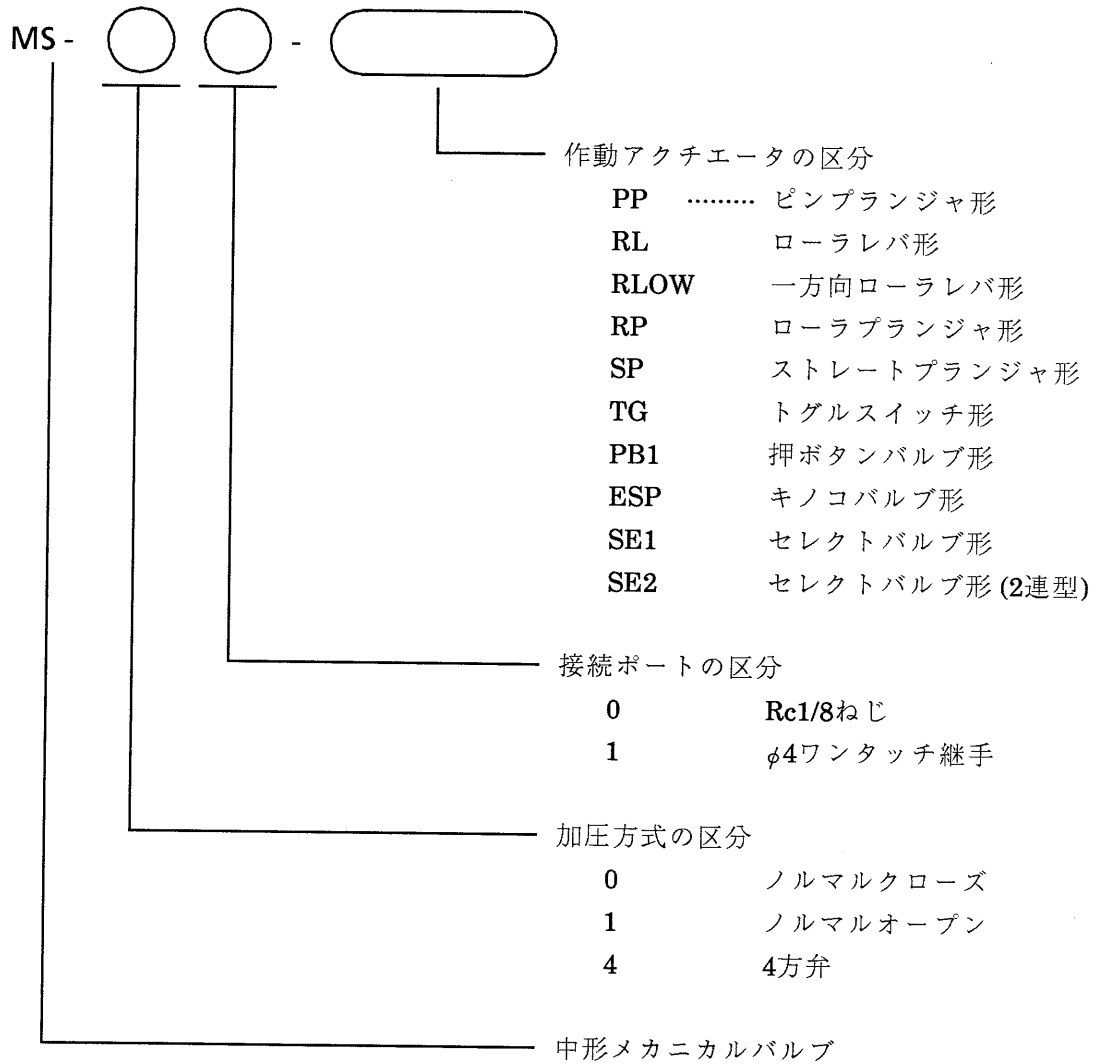 MS - -
作動アクチエータの区分
PP ········· ピンプランジャ形
RL ローラレバ形
RLOW 一方向ローラレバ形
RP ローラプランジャ形
SP ストレートプランジャ形
TG トグルスイッチ形
PB1 押ボタンバルブ形
ESP キノコバルブ形
SE1 セレクトバルブ形
SE2 セレクトバルブ形 (2連型)
接続ポートの区分
0 Rc1/8ねじ
1 φ4ワンタッチ継手
加圧方式の区分
0 ノルマルクローズ
1 ノルマルオープン
4 4方弁
中形メカニカルバルブ